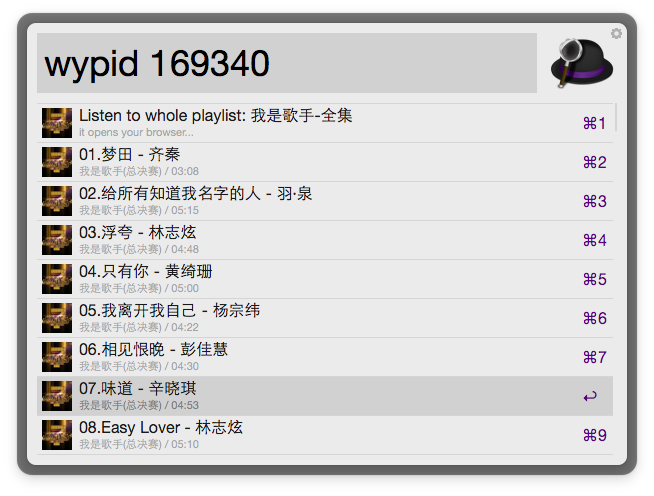 wypid 169340
Listen to whole playlist: 我是歌手-全集
it opens your browser...
⌘1
01.梦田 - 齐秦
我是歌手(总决赛) / 03:08
⌘2
02.给所有知道我名字的人 - 羽·泉
我是歌手(总决赛) / 05:15
⌘3
03.浮夸 - 林志炫
我是歌手(总决赛) / 04:48
⌘4
04.只有你 - 黄绮珊
我是歌手(总决赛) / 05:00
⌘5
05.我离开我自己 - 杨宗纬
我是歌手(总决赛) / 04:22
⌘6
06.相见恨晚 - 彭佳慧
我是歌手(总决赛) / 04:30
⌘7
07.味道 - 辛晓琪
我是歌手(总决赛) / 04:53
↩
08.Easy Lover - 林志炫
我是歌手(总决赛) / 05:10
⌘9